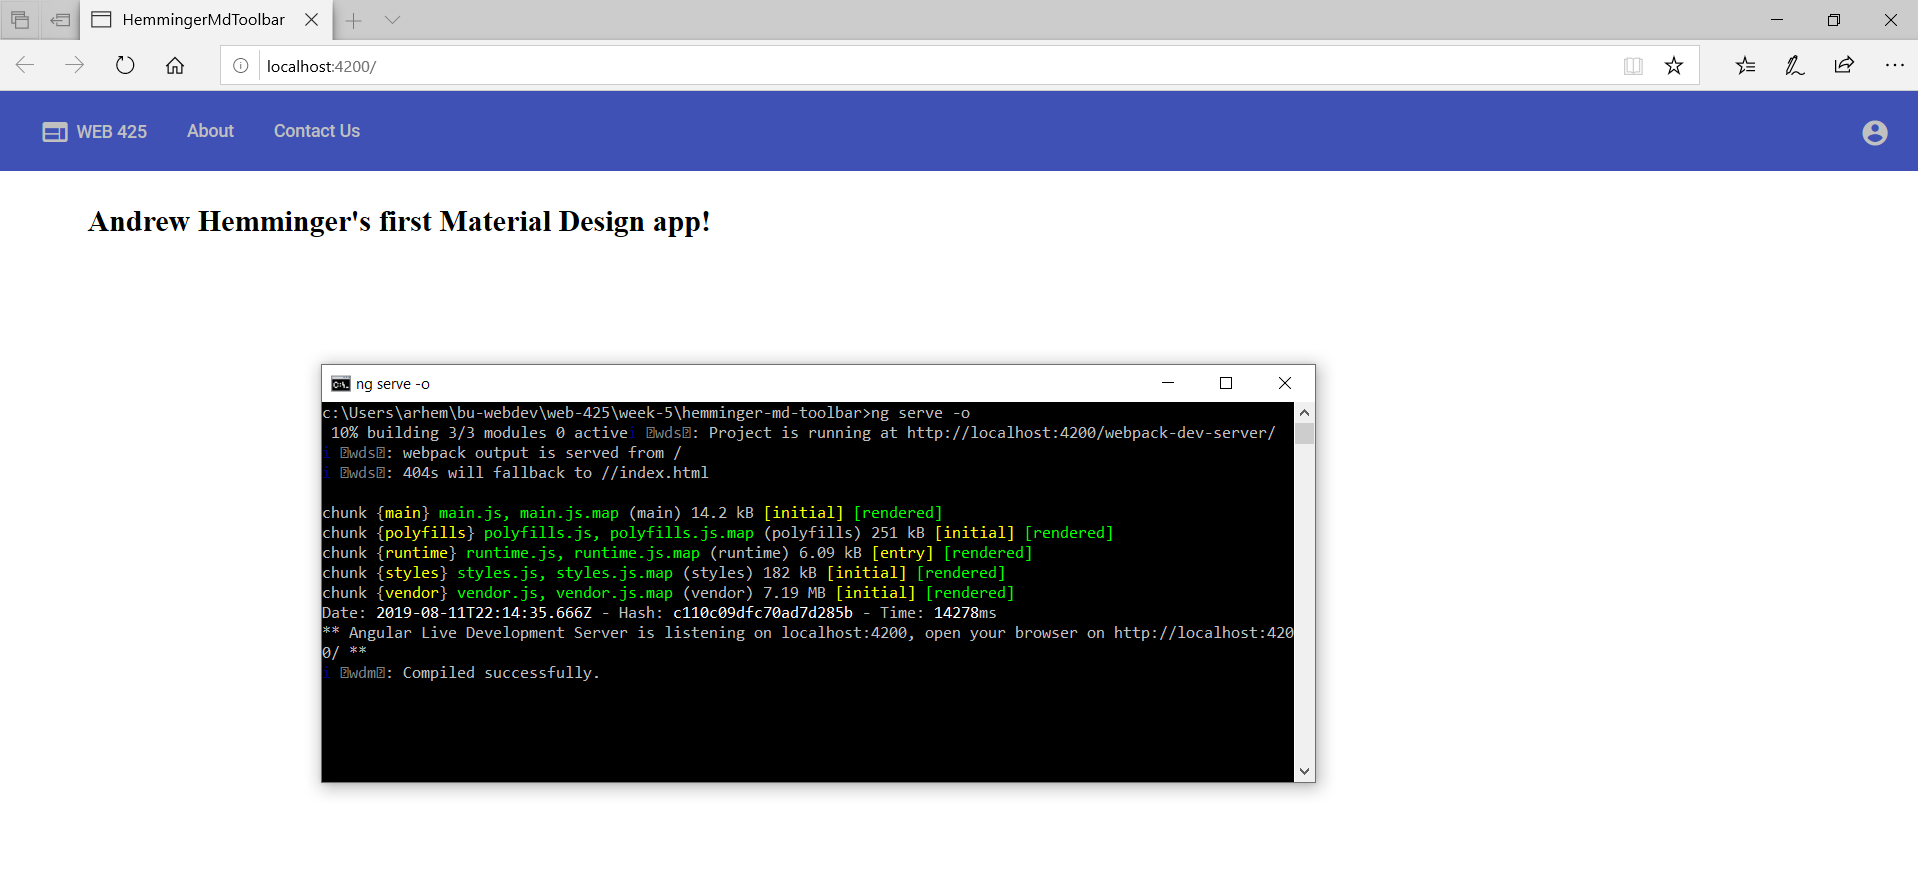 HemmingerMdToolbar
localhost:4200/
WEB 425 About Contact Us
Andrew Hemminger's first Material Design app!
ng serve -o
c:\Users\arhem\bu-webdev\web-425\week-5\hemminger-md-toolbar>ng serve -o
10% building 3/3 modules 0 activei ⍰wds⍰: Project is running at http://localhost:4200/webpack-dev-server/
i ⍰wds⍰: webpack output is served from /
i ⍰wds⍰: 404s will fallback to //index.html
chunk {main} main.js, main.js.map (main) 14.2 kB [initial] [rendered]
chunk {polyfills} polyfills.js, polyfills.js.map (polyfills) 251 kB [initial] [rendered]
chunk {runtime} runtime.js, runtime.js.map (runtime) 6.09 kB [entry] [rendered]
chunk {styles} styles.js, styles.js.map (styles) 182 kB [initial] [rendered]
chunk {vendor} vendor.js, vendor.js.map (vendor) 7.19 MB [initial] [rendered]
Date: 2019-08-11T22:14:35.666Z - Hash: c110c09dfc70ad7d285b - Time: 14278ms
** Angular Live Development Server is listening on localhost:4200, open your browser on http://localhost:420
0/ **
i ⍰wdm⍰: Compiled successfully.